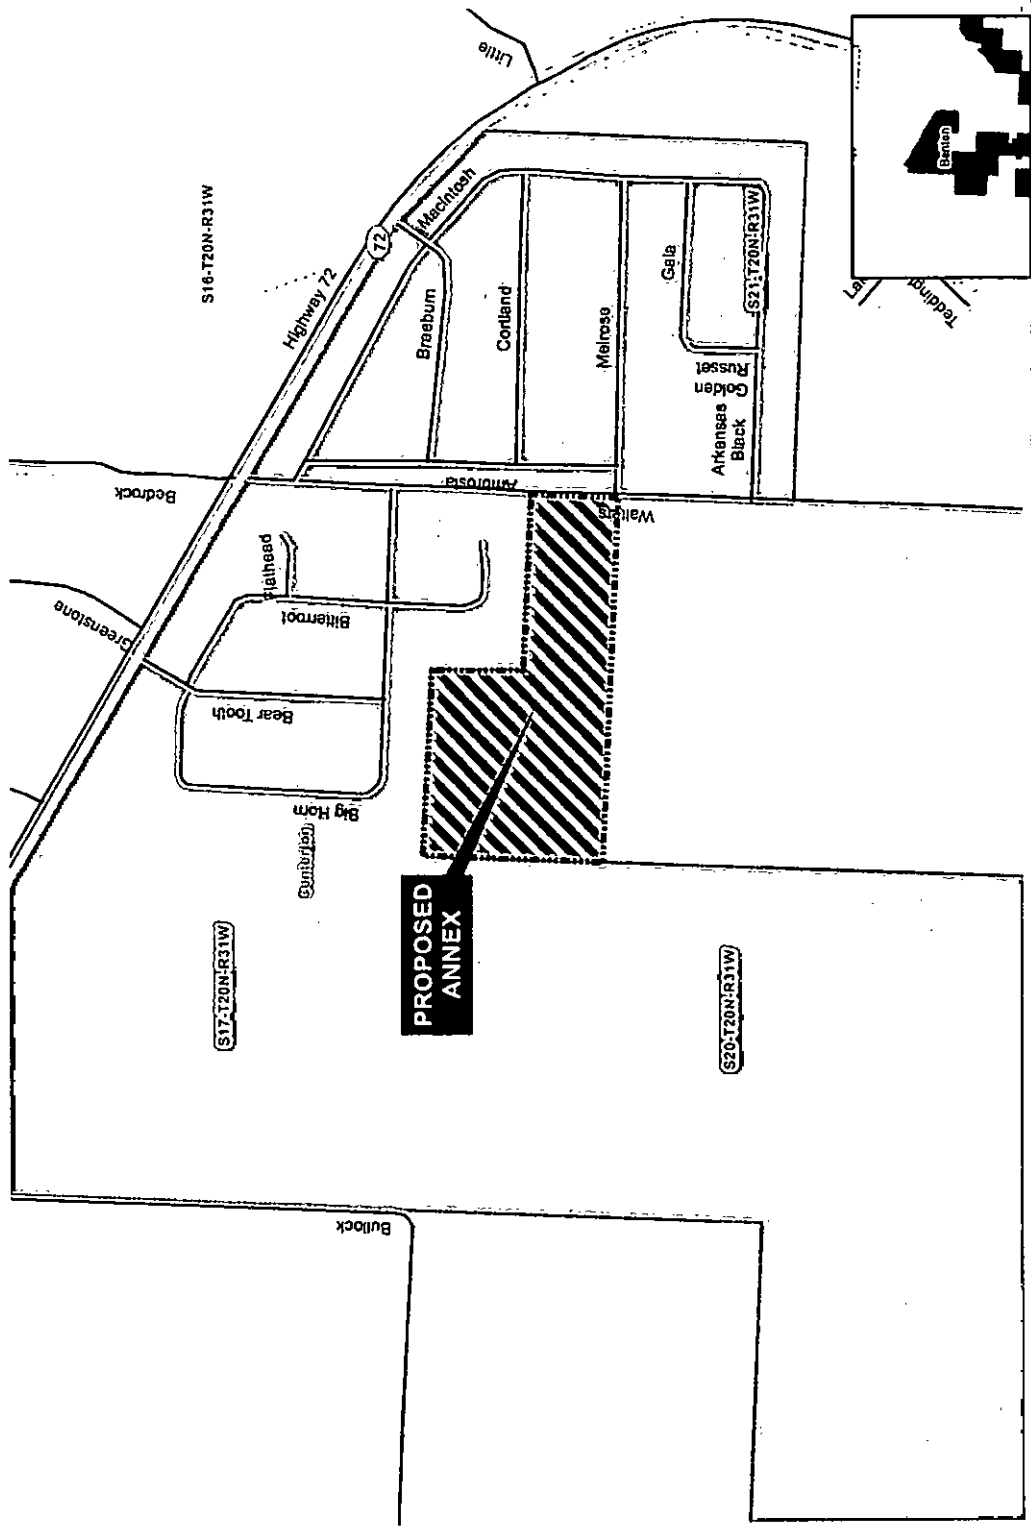 Little
S16-T20N-R31W
Highway 72
72
MacIntosh
Braeburn
Cortland
Melrose
Gala
S21-T20N-R31W
Golden
Russet
Arkansas
Black
Ambrosia
Walters
Bedrock
Greenstone
Flathead
Bitterroot
Bear Tooth
Big Horn
Centerton
S17-T20N-R31W
PROPOSED
ANNEX
S20-T20N-R31W
Bullock
Benton